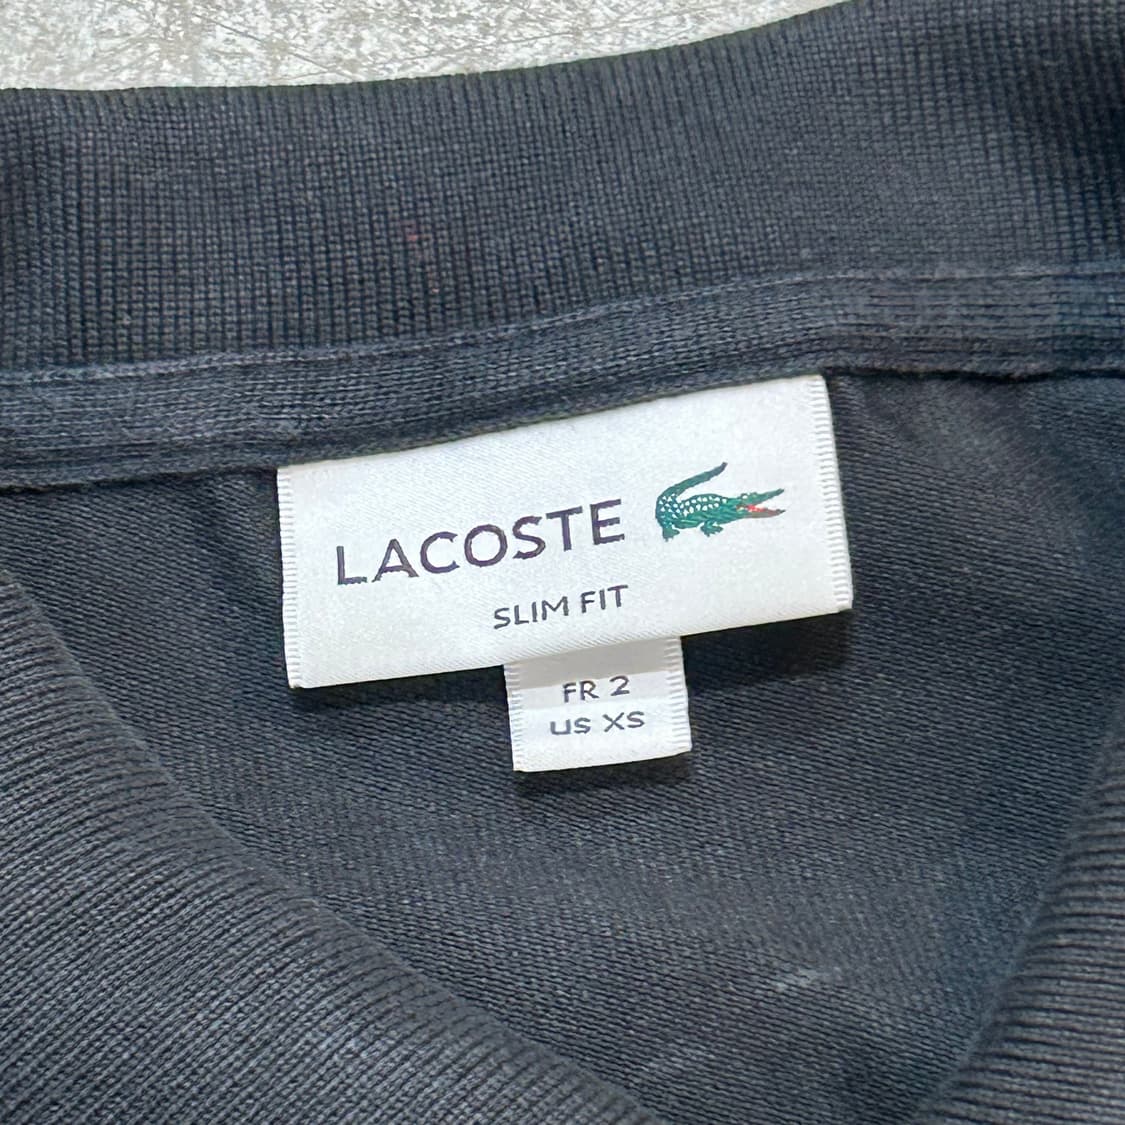 LACOSTE
SLIM FIT
FR 2
US XS